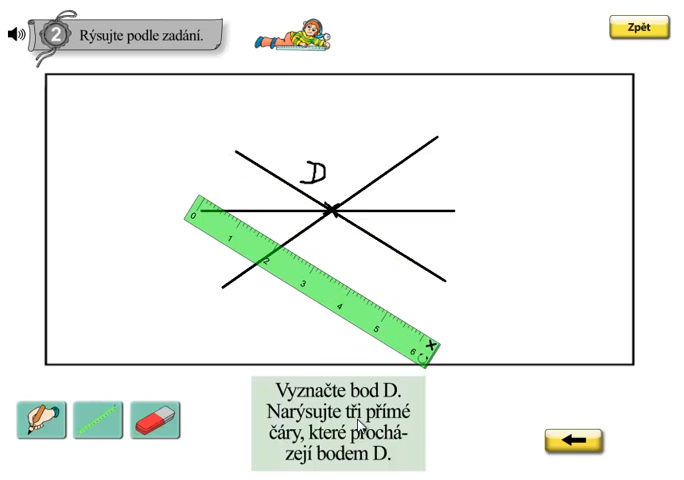 2 Rýsujte podle zadání.
Zpět
D
0 1 2 3 4 5 6
Vyznačte bod D.
Narýsujte tři přímé
čáry, které prochá-
zejí bodem D.